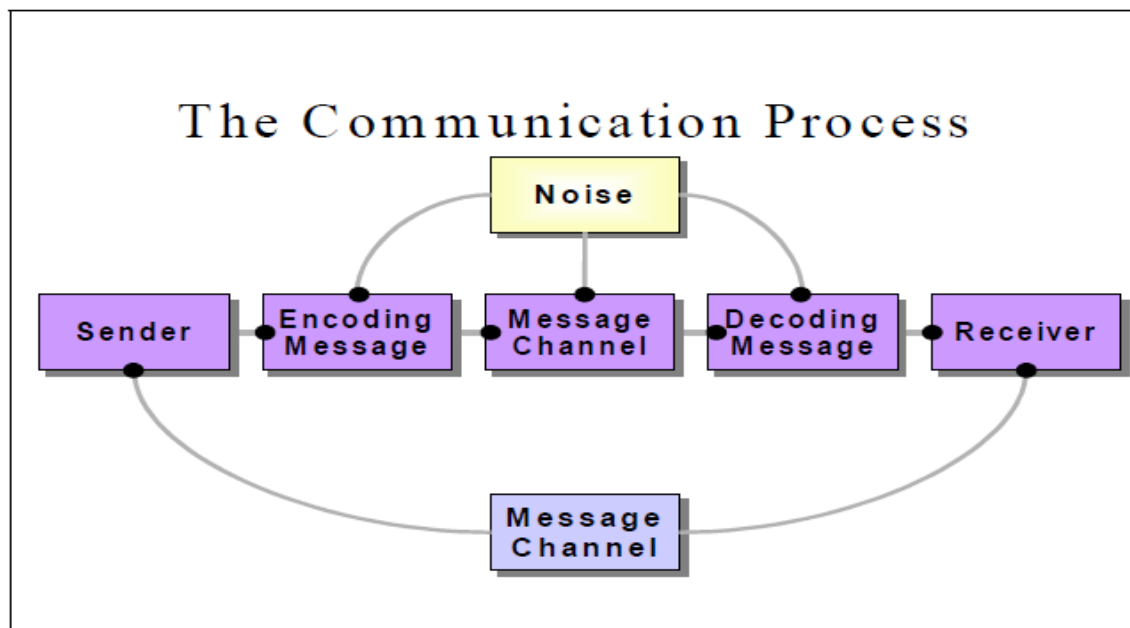 The Communication Process
Noise
Sender
Encoding
Message
Message
Channel
Decoding
Message
Receiver
Message
Channel